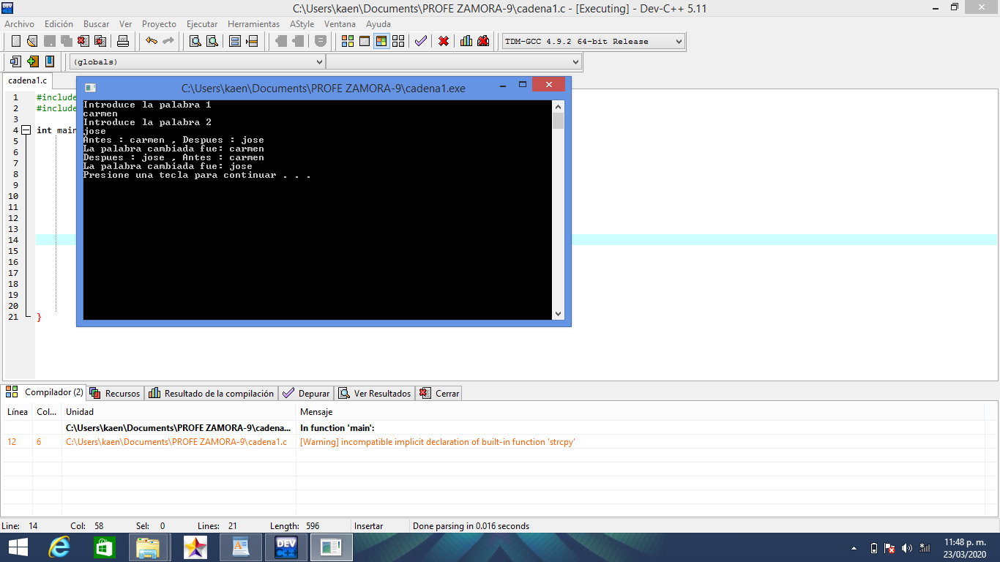 C:\Users\kaen\Documents\PROFE ZAMORA-9\cadena1.c - [Executing] - Dev-C++ 5.11
Archivo Edición Buscar Ver Proyecto Ejecutar Herramientas AStyle Ventana Ayuda
TDM-GCC 4.9.2 64-bit Release
(globals)
cadena1.c
C:\Users\kaen\Documents\PROFE ZAMORA-9\cadena1.exe
1 #include
2 #include
3
4 int main
5
6
7
8
9
10
11
12
13
14
15
16
17
18
19
20
21 }
Introduce la palabra 1
carmen
Introduce la palabra 2
jose
Antes : carmen , Despues : jose
La palabra cambiada fue: carmen
Despues : jose , Antes : carmen
La palabra cambiada fue: jose
Presione una tecla para continuar . . .
Compilador (2) Recursos Resultado de la compilación Depurar Ver Resultados Cerrar
Línea Col... Unidad Mensaje
C:\Users\kaen\Documents\PROFE ZAMORA-9\cadena... In function 'main':
12 6 C:\Users\kaen\Documents\PROFE ZAMORA-9\cadena1.c [Warning] incompatible implicit declaration of built-in function 'strcpy'
Line: 14 Col: 58 Sel: 0 Lines: 21 Length: 596 Insertar Done parsing in 0.016 seconds
DEV C++
11:48 p. m.
23/03/2020